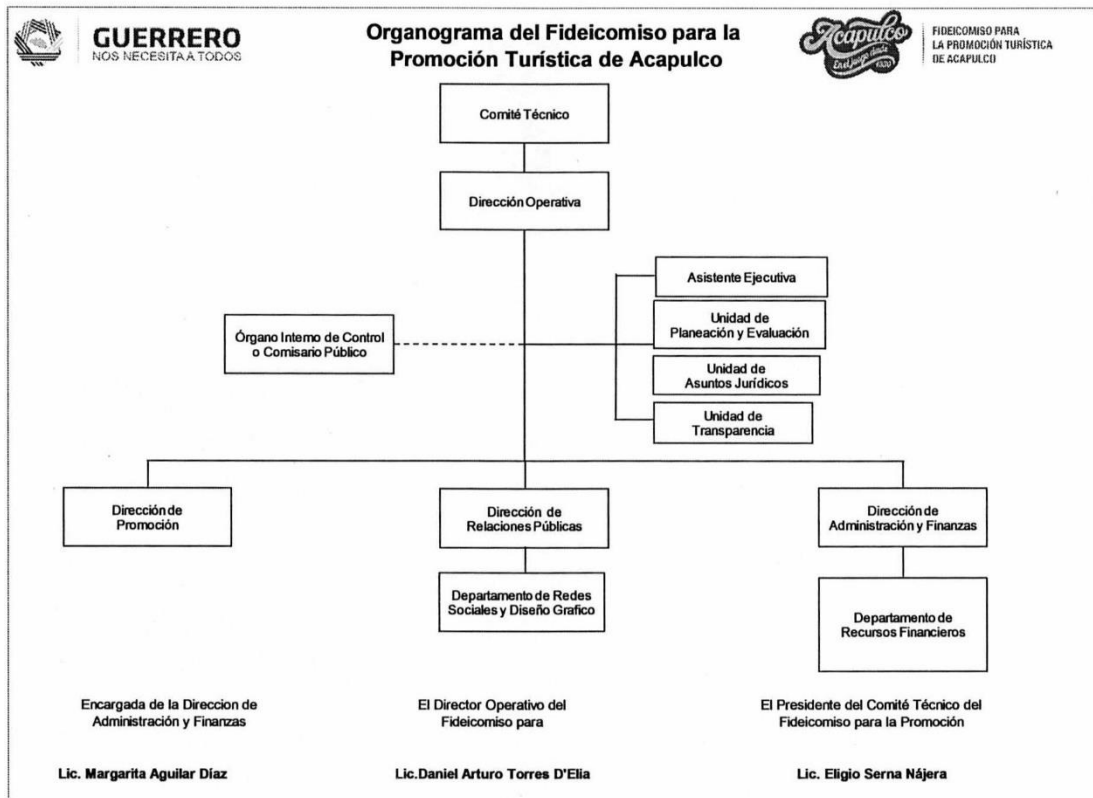 GUERRERO
NOS NECESITA A TODOS
Organograma del Fideicomiso para la
Promoción Turística de Acapulco
Acapulco
En el juego desde
1550
FIDEICOMISO PARA
LA PROMOCIÓN TURÍSTICA
DE ACAPULCO
Comité Técnico
Dirección Operativa
Asistente Ejecutiva
Unidad de
Planeación y Evaluación
Unidad de
Asuntos Jurídicos
Unidad de
Transparencia
Órgano Interno de Control
o Comisario Público
Dirección de
Promoción
Dirección de
Relaciones Públicas
Dirección de
Administración y Finanzas
Departamento de Redes
Sociales y Diseño Grafico
Departamento de
Recursos Financieros
Encargada de la Direccion de
Administración y Finanzas
El Director Operativo del
Fideicomiso para
El Presidente del Comité Técnico del
Fideicomiso para la Promoción
Lic. Margarita Aguilar Díaz
Lic.Daniel Arturo Torres D'Elia
Lic. Eligio Serna Nájera